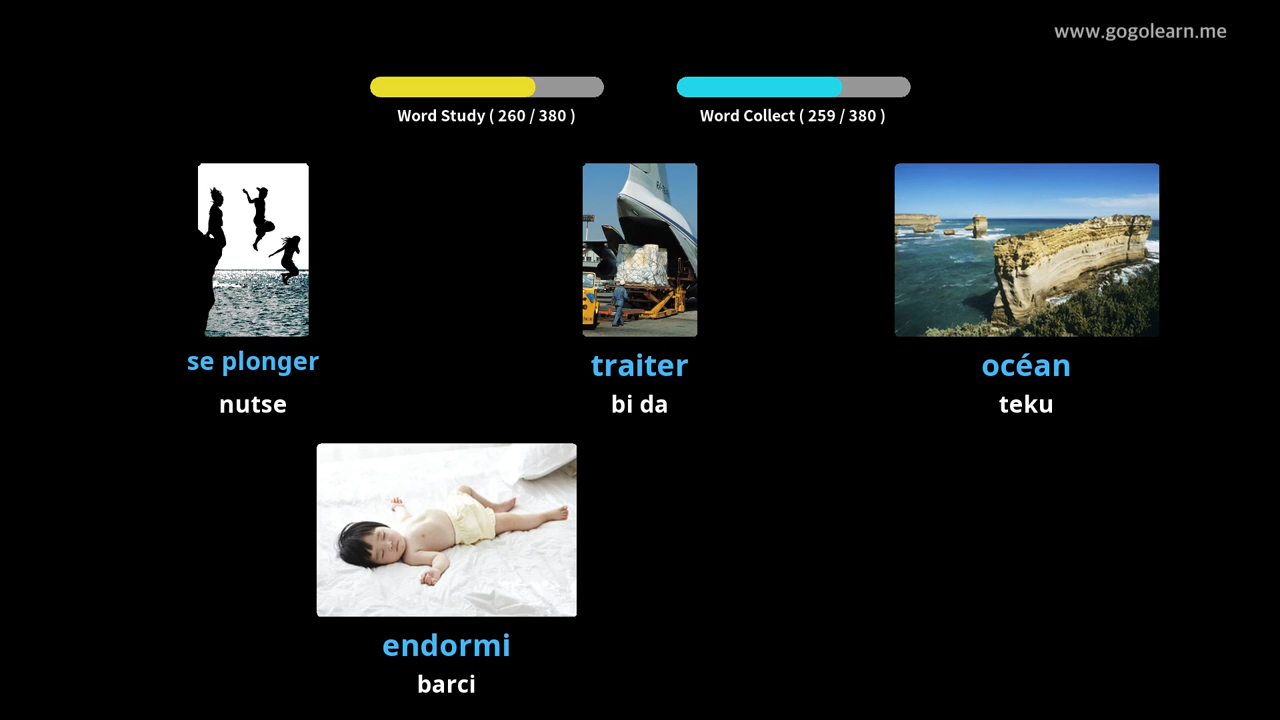 www.gogolearn.me
Word Study ( 260 / 380 )
Word Collect ( 259 / 380 )
se plonger
nutse
traiter
bi da
océan
teku
endormi
barci